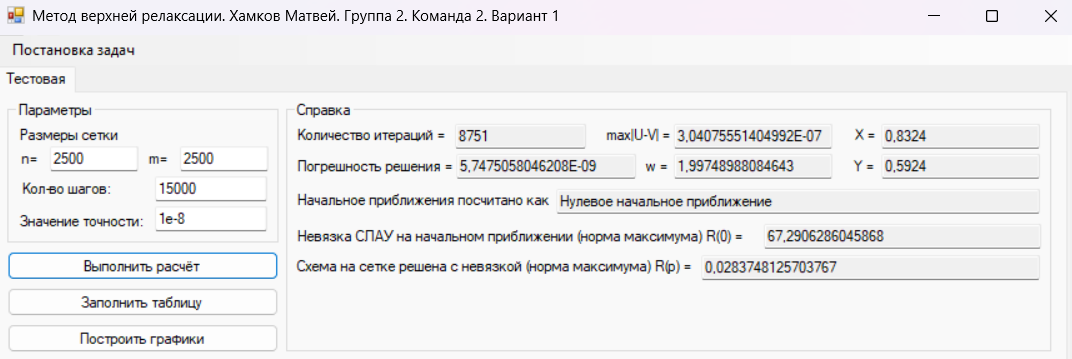 Метод верхней релаксации. Хамков Матвей. Группа 2. Команда 2. Вариант 1
Постановка задач
Тестовая
Параметры
Размеры сетки
n= 2500 m= 2500
Кол-во шагов: 15000
Значение точности: 1e-8
Выполнить расчёт
Заполнить таблицу
Построить графики
Справка
Количество итераций = 8751 max|U-V| = 3,04075551404992E-07 X = 0,8324
Погрешность решения = 5,7475058046208E-09 w = 1,99748988084643 Y = 0,5924
Начальное приближения посчитано как Нулевое начальное приближение
Невязка СЛАУ на начальном приближении (норма максимума) R(0) = 67,2906286045868
Схема на сетке решена с невязкой (норма максимума) R(p) = 0,0283748125703767